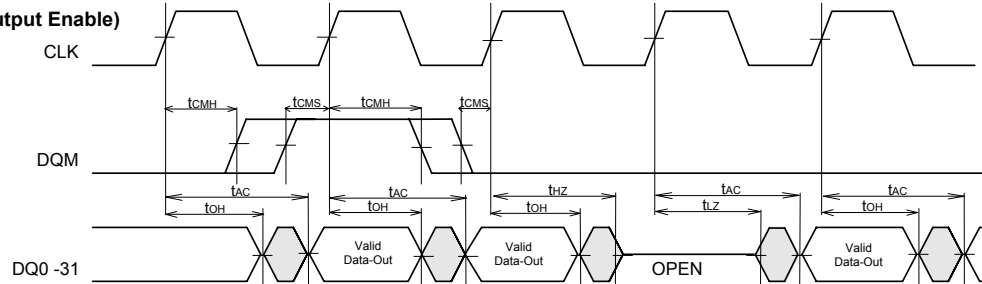 utput Enable)
CLK
tCMH tCMS tCMH tCMS
DQM
tAC tAC tHZ tAC tAC
tOH tOH tOH tLZ tOH
DQ0 -31
Valid Data-Out
Valid Data-Out
OPEN
Valid Data-Out